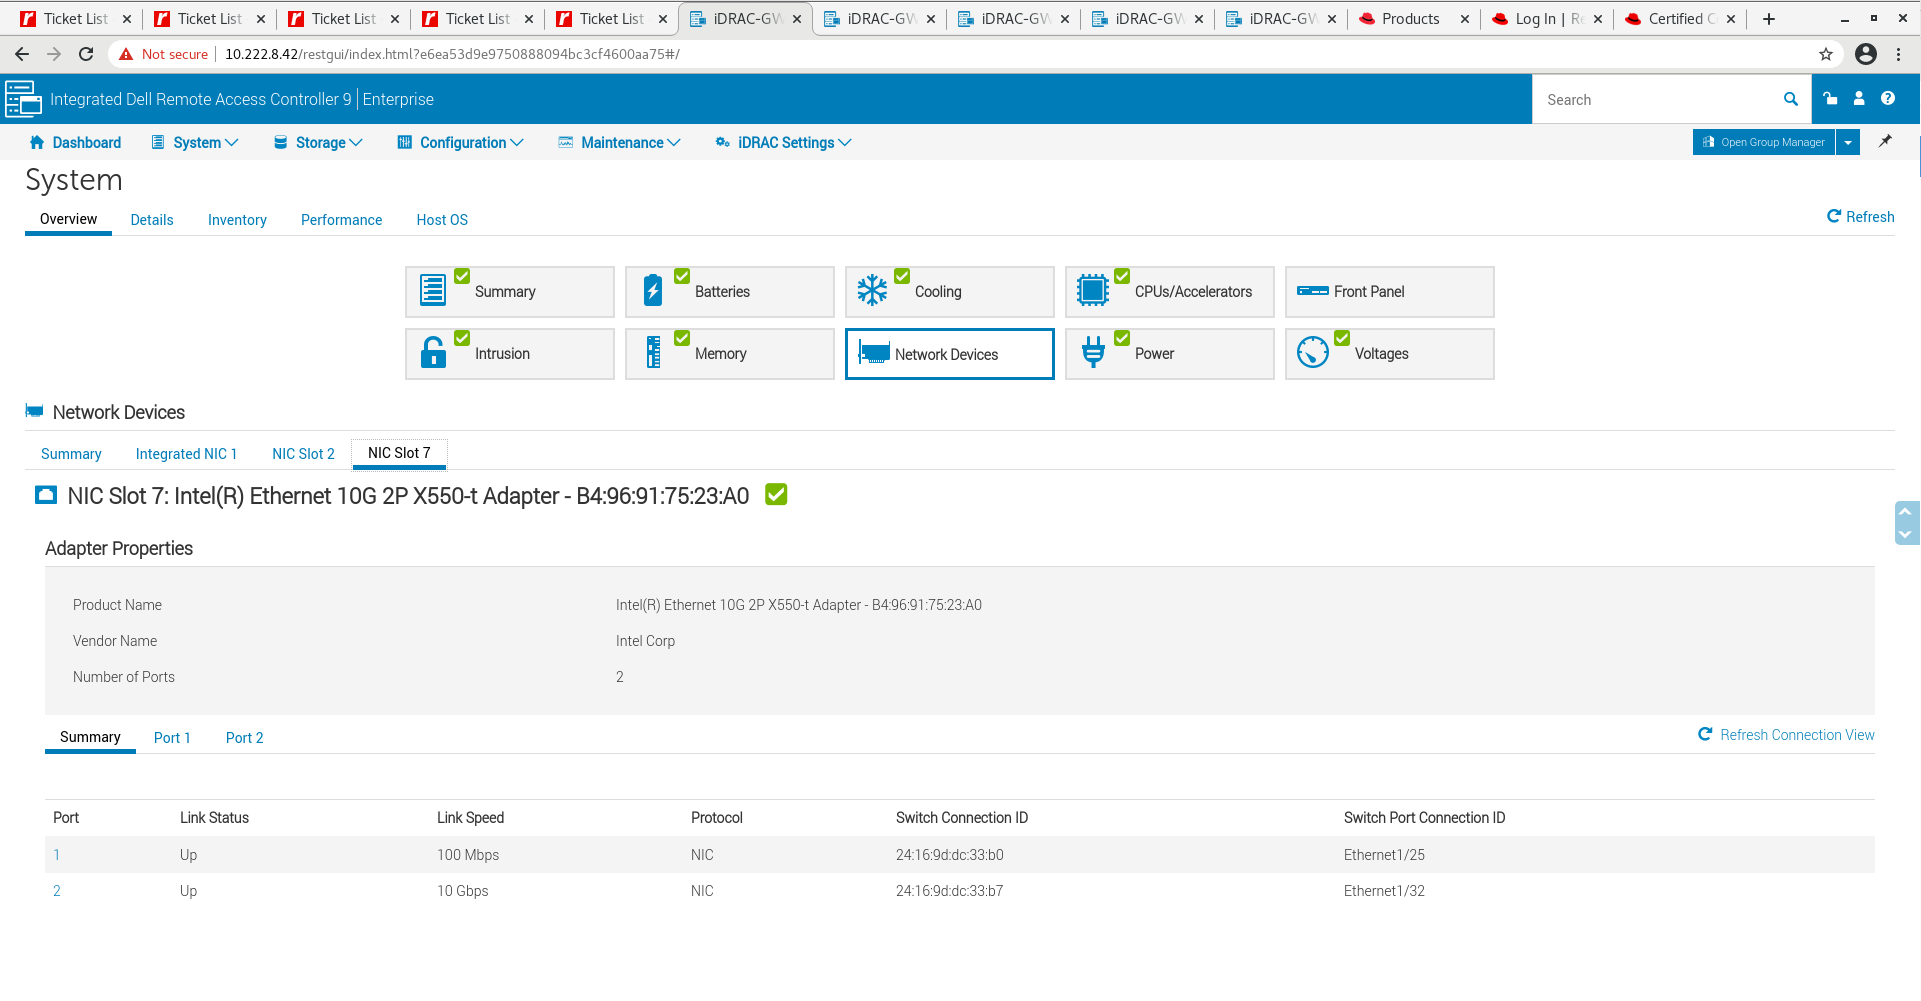 Ticket List Ticket List Ticket List Ticket List Ticket List iDRAC-GW iDRAC-GW iDRAC-GW iDRAC-GW iDRAC-GW Products Log In | Re Certified C
Not secure 10.222.8.42/restgui/index.html?e6ea53d9e9750888094bc3cf4600aa75#/
Integrated Dell Remote Access Controller 9 | Enterprise
Search
Dashboard System Storage Configuration Maintenance iDRAC Settings Open Group Manager
System
Overview Details Inventory Performance Host OS Refresh
Summary Batteries Cooling CPUs/Accelerators Front Panel
Intrusion Memory Network Devices Power Voltages
Network Devices
Summary Integrated NIC 1 NIC Slot 2 NIC Slot 7
NIC Slot 7: Intel(R) Ethernet 10G 2P X550-t Adapter - B4:96:91:75:23:A0
Adapter Properties
Product Name Intel(R) Ethernet 10G 2P X550-t Adapter - B4:96:91:75:23:A0
Vendor Name Intel Corp
Number of Ports 2
Summary Port 1 Port 2 Refresh Connection View
Port Link Status Link Speed Protocol Switch Connection ID Switch Port Connection ID
1 Up 100 Mbps NIC 24:16:9d:dc:33:b0 Ethernet1/25
2 Up 10 Gbps NIC 24:16:9d:dc:33:b7 Ethernet1/32